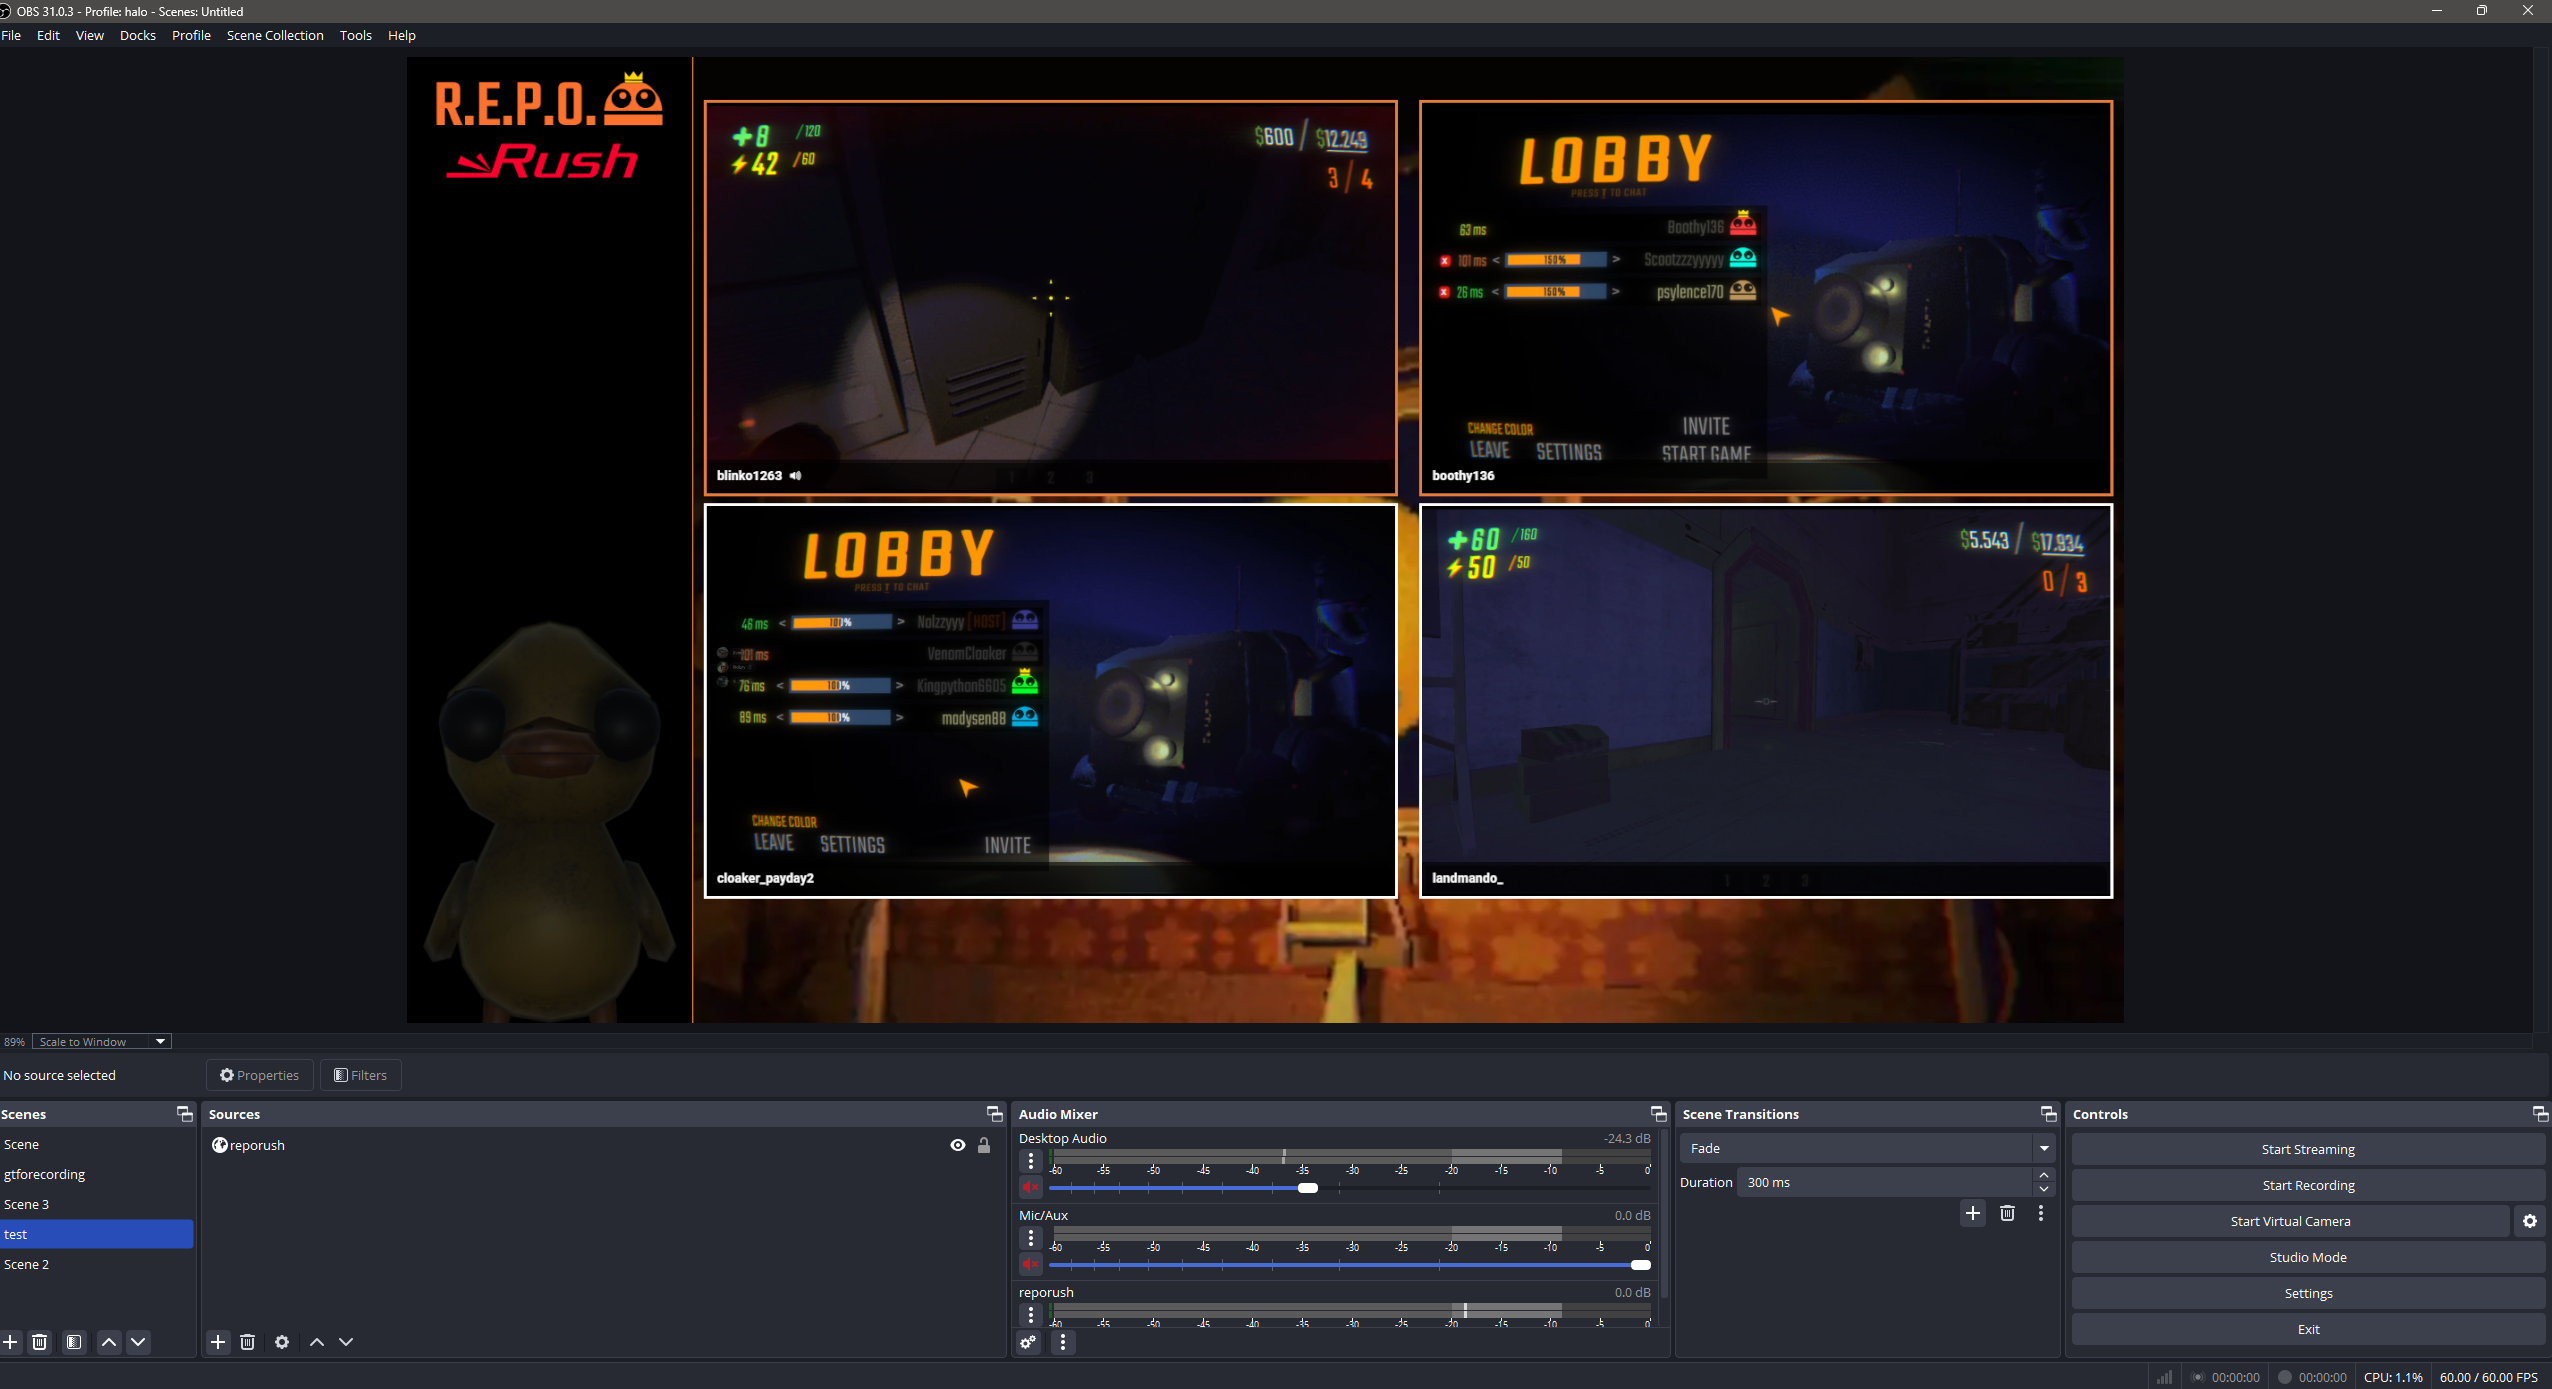 OBS 31.0.3 - Profile: halo - Scenes: Untitled
File Edit View Docks Profile Scene Collection Tools Help
R.E.P.O.
Rush
+8 /120
42 /60
$600 / $12.249
3 / 4
blinko1263
1 2 3
LOBBY
PRESS T TO CHAT
63 ms Boothy136
x 101 ms < 150% > Scootzzzyyyyy
x 26 ms < 150% > psylence170
CHANGE COLOR
LEAVE SETTINGS
INVITE
START GAME
boothy136
LOBBY
PRESS T TO CHAT
46 ms < 100% > Nolzzyyy [HOST]
101 ms VenomCloaker
76 ms < 100% > Kingpython6605
89 ms < 100% > madysen88
CHANGE COLOR
LEAVE SETTINGS INVITE
cloaker_payday2
+60 /160
50 /50
$5.543 / $17.934
0 / 3
landmando_
1 2 3
89% Scale to Window
No source selected Properties Filters
Scenes
Scene
gtforecording
Scene 3
test
Scene 2
Sources
reporush
Audio Mixer
Desktop Audio -24.3 dB
-60 -55 -50 -45 -40 -35 -30 -25 -20 -15 -10 -5 0
Mic/Aux 0.0 dB
-60 -55 -50 -45 -40 -35 -30 -25 -20 -15 -10 -5 0
reporush 0.0 dB
-60 -55 -50 -45 -40 -35 -30 -25 -20 -15 -10 -5 0
Scene Transitions
Fade
Duration 300 ms
Controls
Start Streaming
Start Recording
Start Virtual Camera
Studio Mode
Settings
Exit
00:00:00 00:00:00 CPU: 1.1% 60.00 / 60.00 FPS